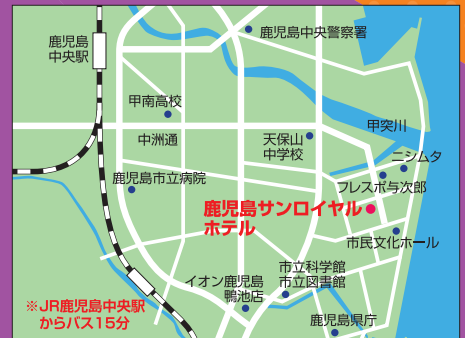 鹿児島
中央駅
鹿児島中央警察署
甲南高校
中洲通
天保山
中学校
甲突川
ニシムタ
鹿児島市立病院
フレスポ与次郎
鹿児島サンロイヤル
ホテル
市民文化ホール
イオン鹿児島
鴨池店
市立科学館
市立図書館
※JR鹿児島中央駅
からバス15分
鹿児島県庁